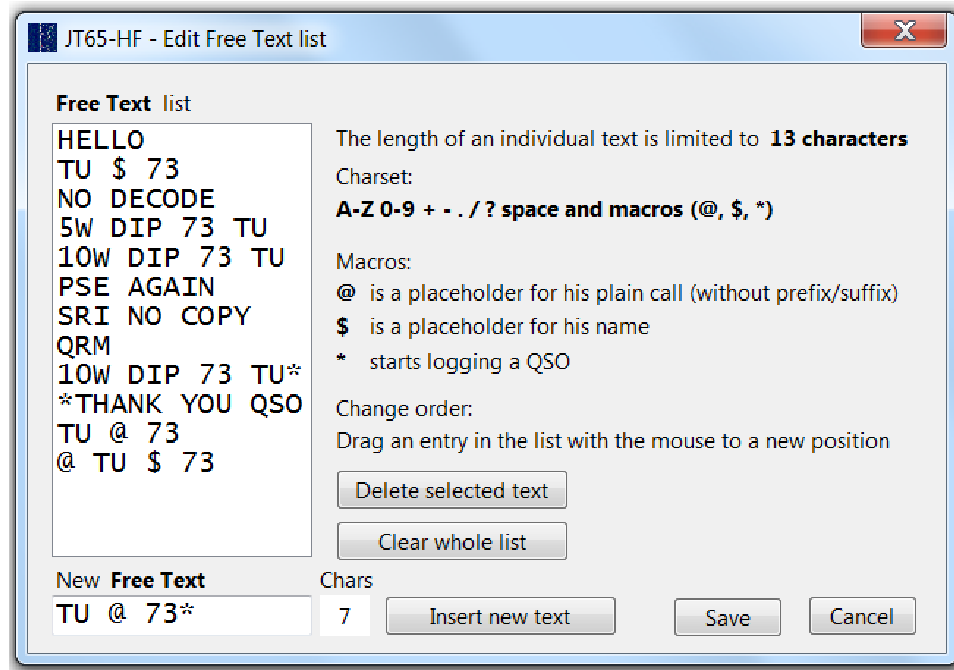 JT65-HF - Edit Free Text list
Free Text list
HELLO
TU $ 73
NO DECODE
5W DIP 73 TU
10W DIP 73 TU
PSE AGAIN
SRI NO COPY
QRM
10W DIP 73 TU*
*THANK YOU QSO
TU @ 73
@ TU $ 73
The length of an individual text is limited to 13 characters
Charset:
A-Z 0-9 + - . / ? space and macros (@, $, *)
Macros:
@ is a placeholder for his plain call (without prefix/suffix)
$ is a placeholder for his name
* starts logging a QSO
Change order:
Drag an entry in the list with the mouse to a new position
Delete selected text
Clear whole list
New Free Text
Chars
TU @ 73*
7
Insert new text
Save
Cancel